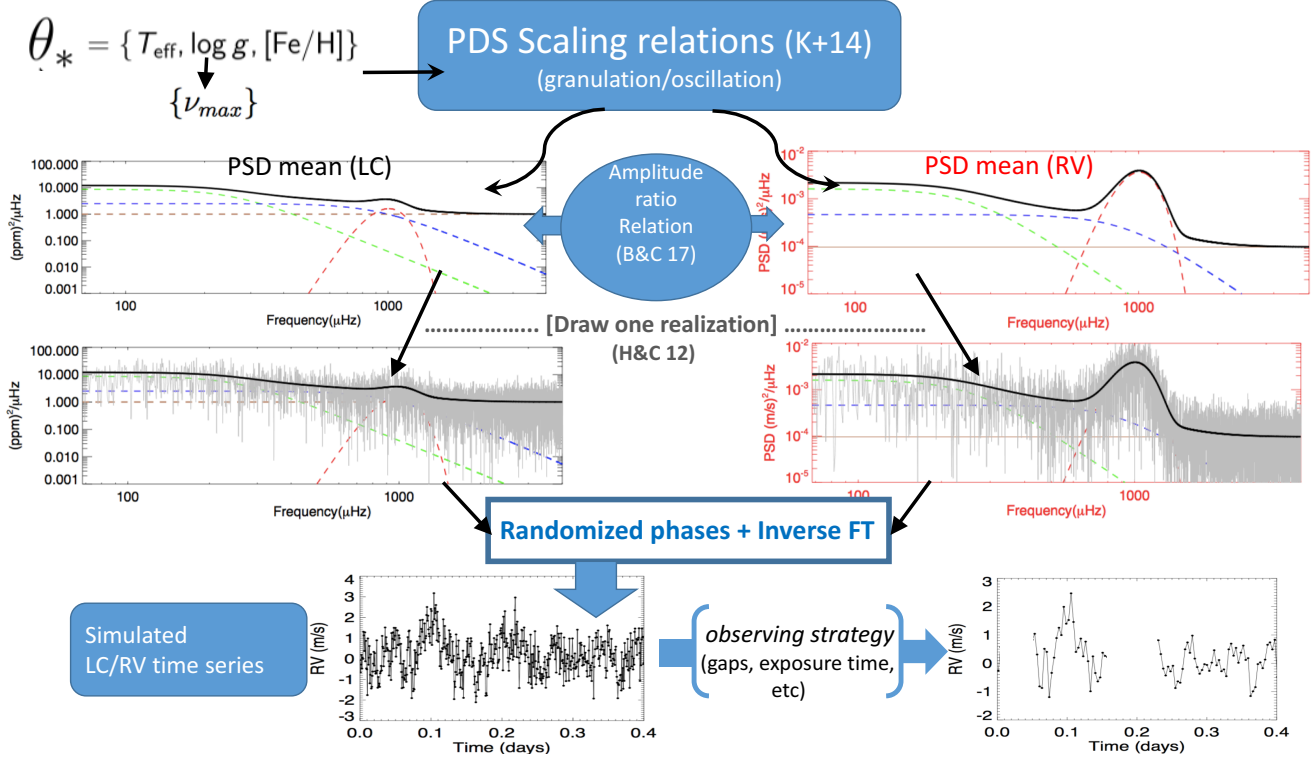 θ* = { T_eff, log g, [Fe/H]}
{ν_max}
PDS Scaling relations (K+14)
(granulation/oscillation)
PSD mean (LC)
100.000
10.000
1.000
0.100
0.010
0.001
(ppm)²/μHz
100
1000
Frequency(μHz)
Amplitude
ratio
Relation
(B&C 17)
PSD mean (RV)
10⁻²
10⁻³
10⁻⁴
10⁻⁵
100
1000
Frequency(μHz)
[Draw one realization]
(H&C 12)
100.000
10.000
1.000
0.100
0.010
0.001
(ppm)²/μHz
100
1000
Frequency(μHz)
10⁻²
10⁻³
10⁻⁴
10⁻⁵
PSD (m/s)²/μHz
100
1000
Frequency(μHz)
Randomized phases + Inverse FT
Simulated
LC/RV time series
4
3
2
1
0
-1
-2
-3
RV (m/s)
0.0 0.1 0.2 0.3 0.4
Time (days)
observing strategy
(gaps, exposure time,
etc)
3
2
1
0
-1
-2
RV (m/s)
0.0 0.1 0.2 0.3 0.4
Time (days)